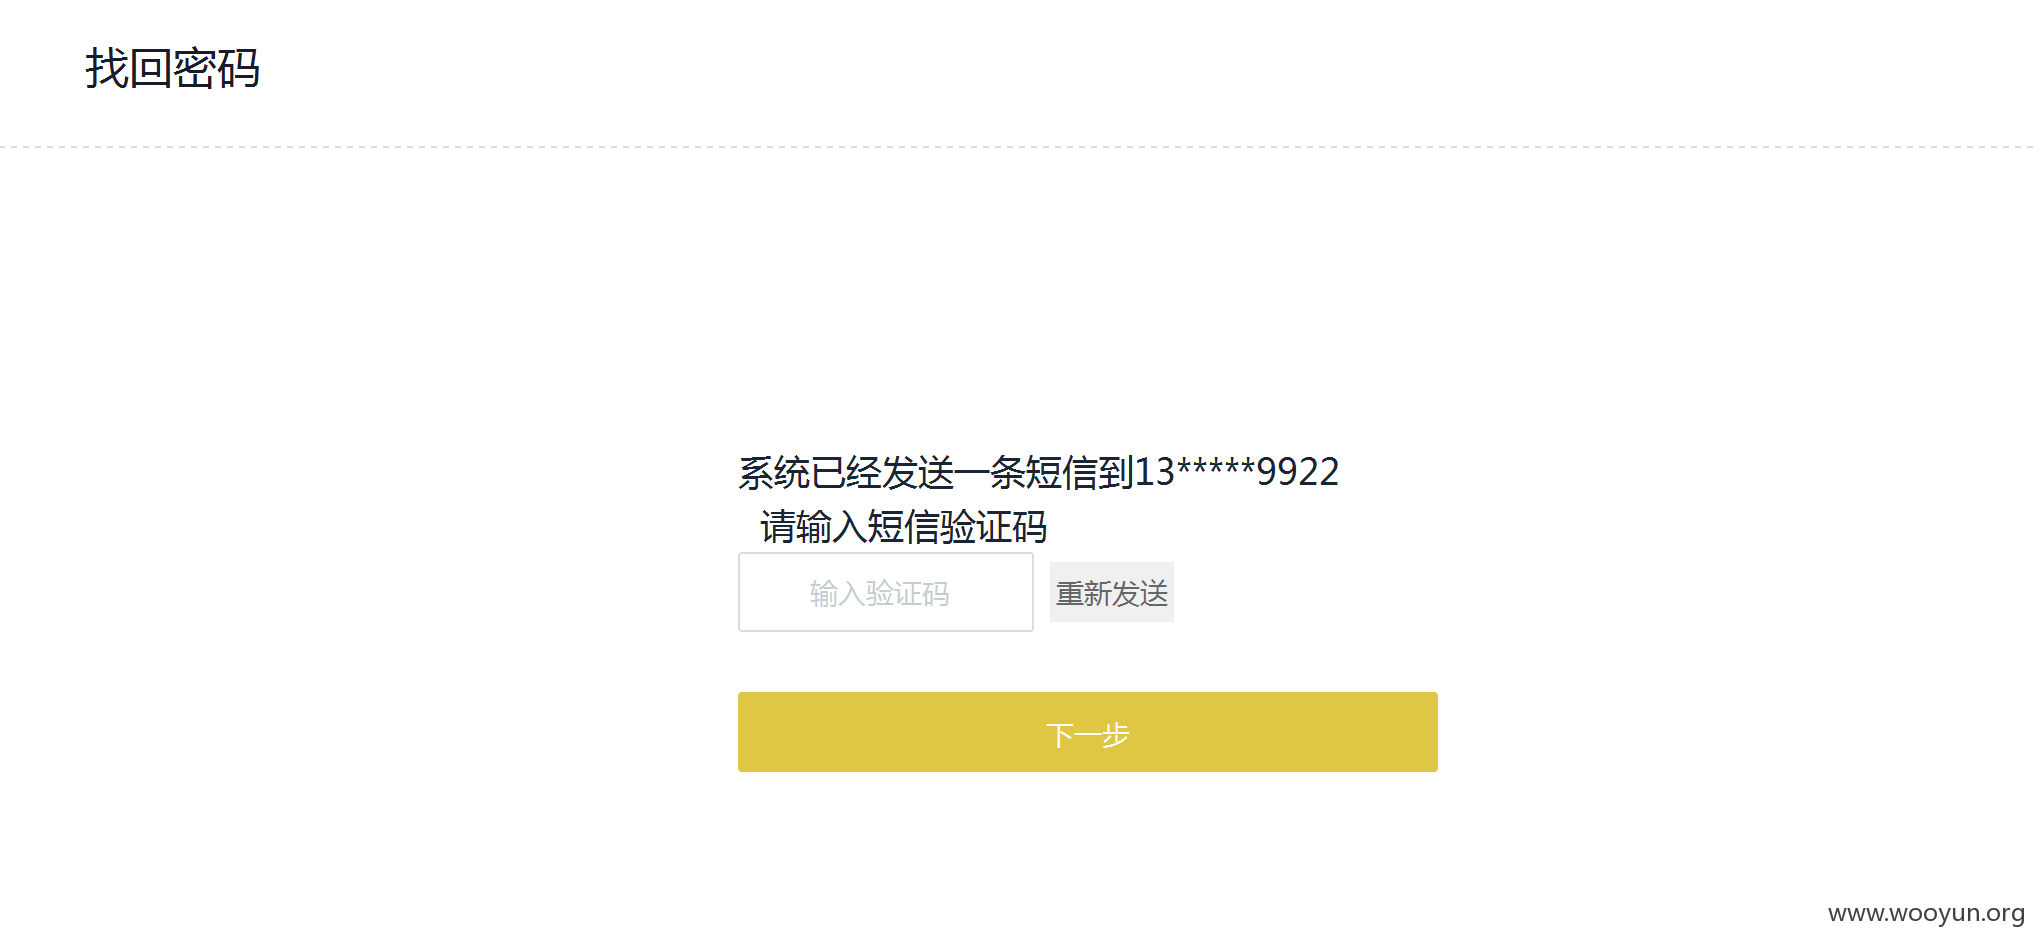 找回密码
系统已经发送一条短信到13*****9922
请输入短信验证码
输入验证码
重新发送
下一步
www.wooyun.org